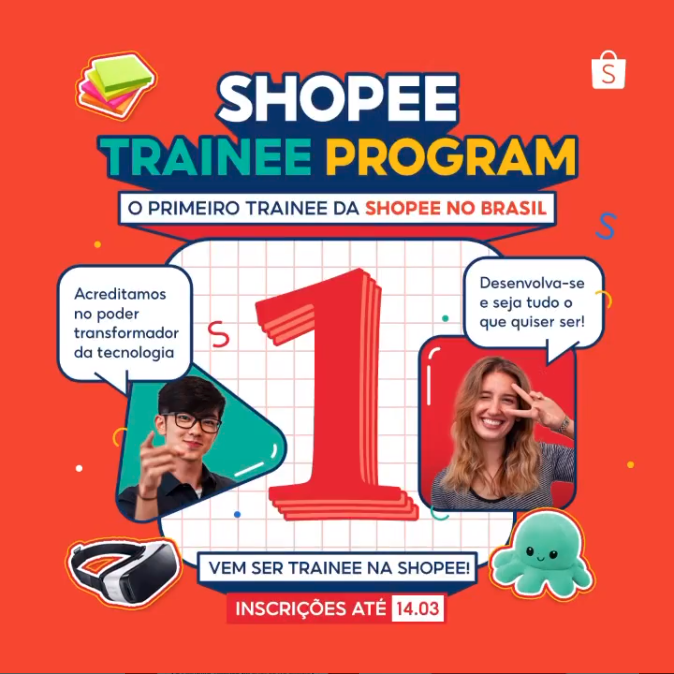 S
SHOPEE
TRAINEE PROGRAM
O PRIMEIRO TRAINEE DA SHOPEE NO BRASIL
Acreditamos
no poder
transformador
da tecnologia
Desenvolva-se
e seja tudo o
que quiser ser!
1
S
S
VEM SER TRAINEE NA SHOPEE!
INSCRIÇÕES ATÉ 14.03